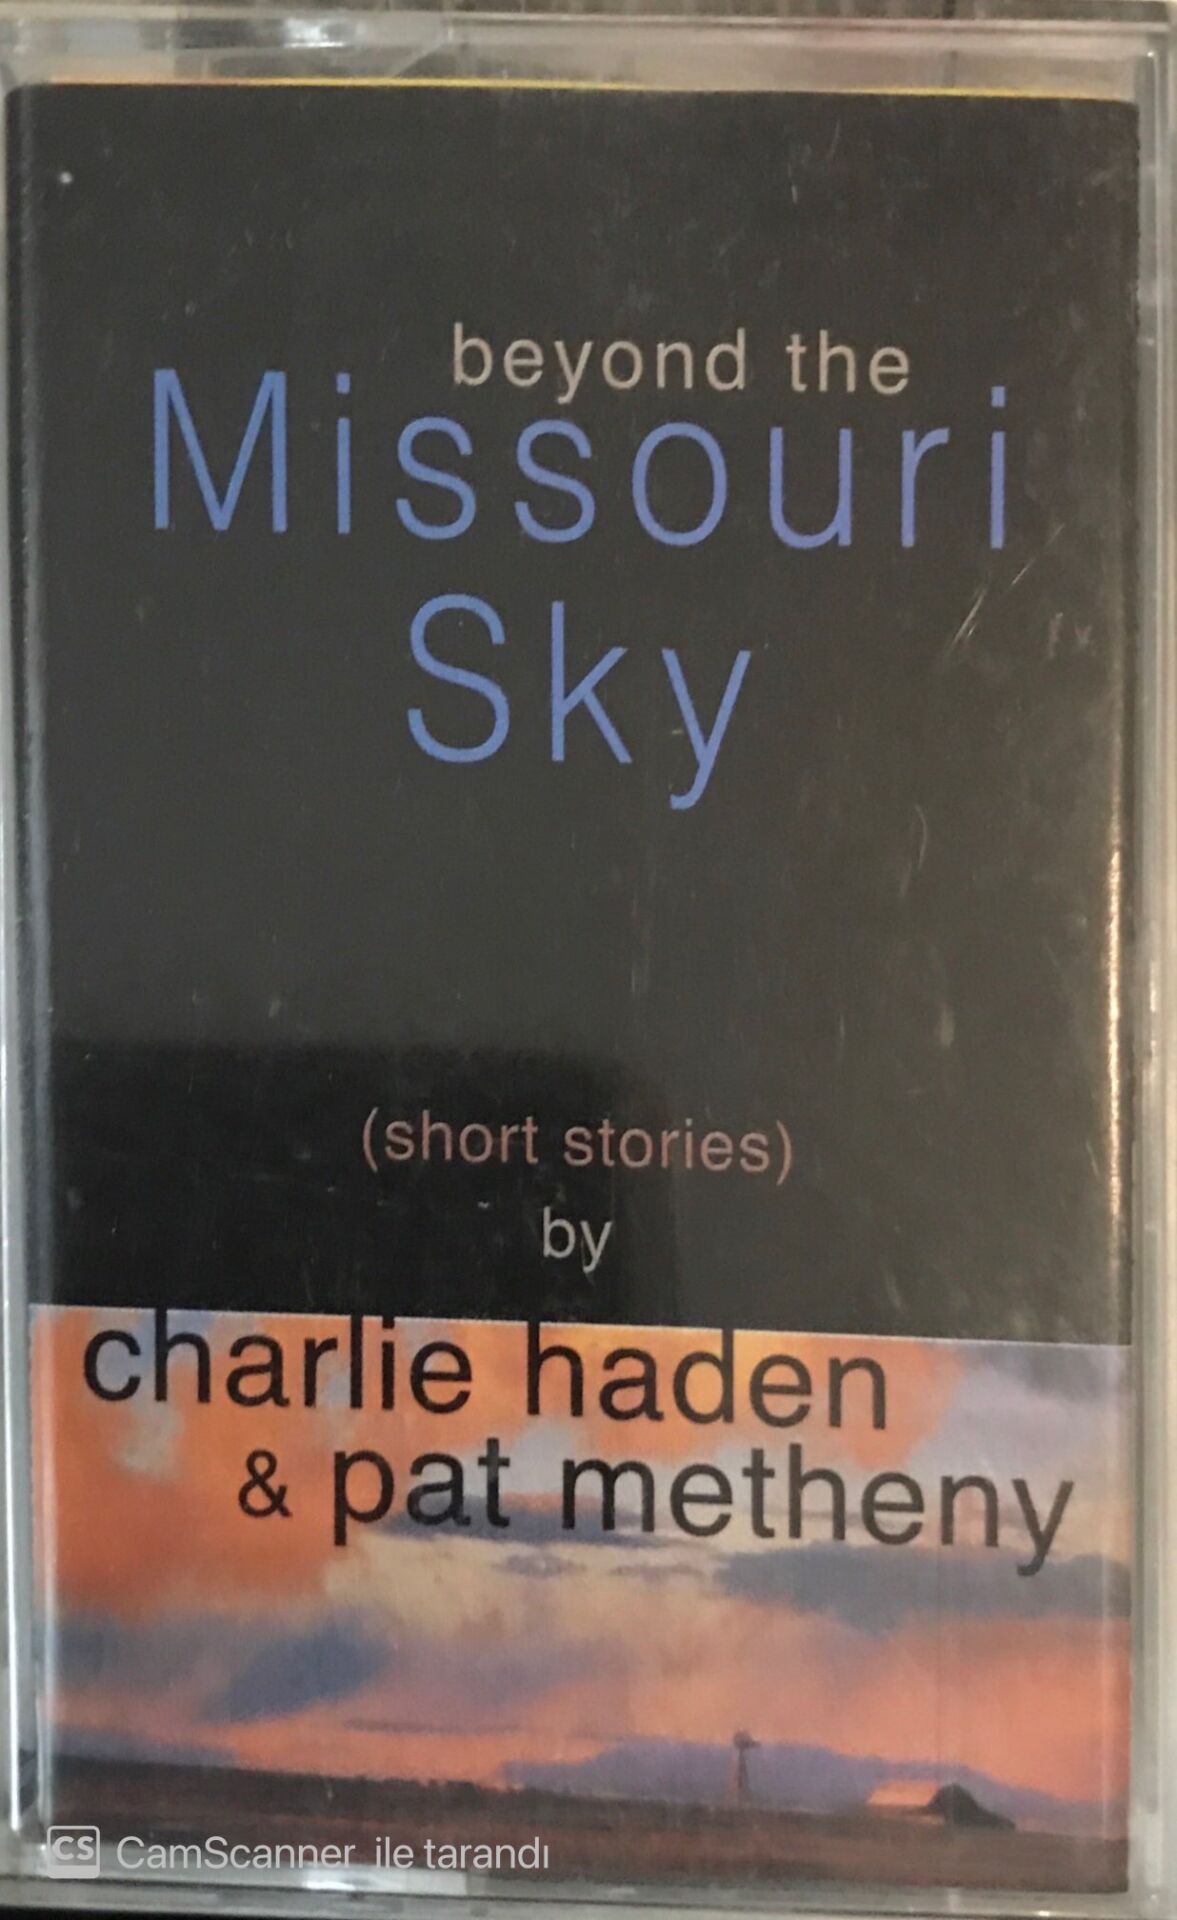 beyond the
Missouri
Sky
(short stories)
by
charlie haden
& pat metheny
CS CamScanner ile tarandı